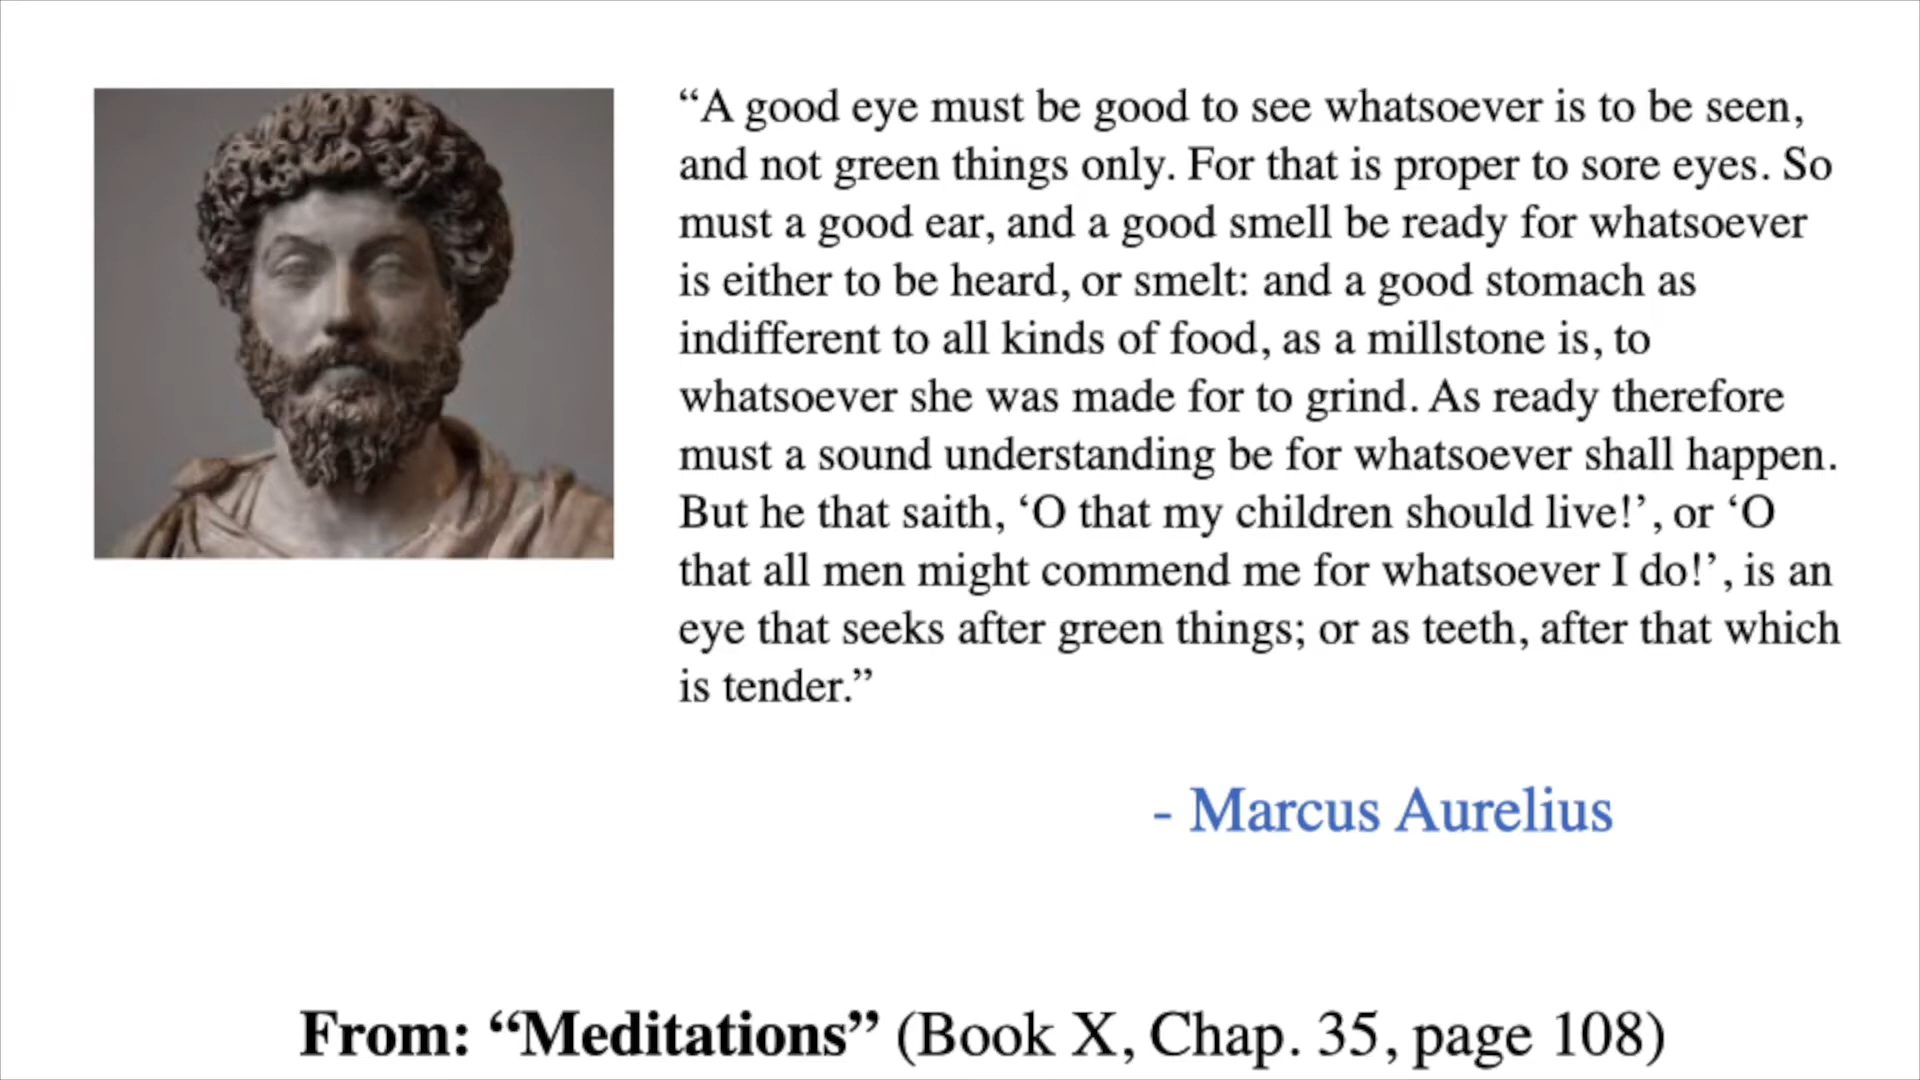 “A good eye must be good to see whatsoever is to be seen,
and not green things only. For that is proper to sore eyes. So
must a good ear, and a good smell be ready for whatsoever
is either to be heard, or smelt: and a good stomach as
indifferent to all kinds of food, as a millstone is, to
whatsoever she was made for to grind. As ready therefore
must a sound understanding be for whatsoever shall happen.
But he that saith, ‘O that my children should live!’, or ‘O
that all men might commend me for whatsoever I do!’, is an
eye that seeks after green things; or as teeth, after that which
is tender.”
- Marcus Aurelius
From: “Meditations” (Book X, Chap. 35, page 108)